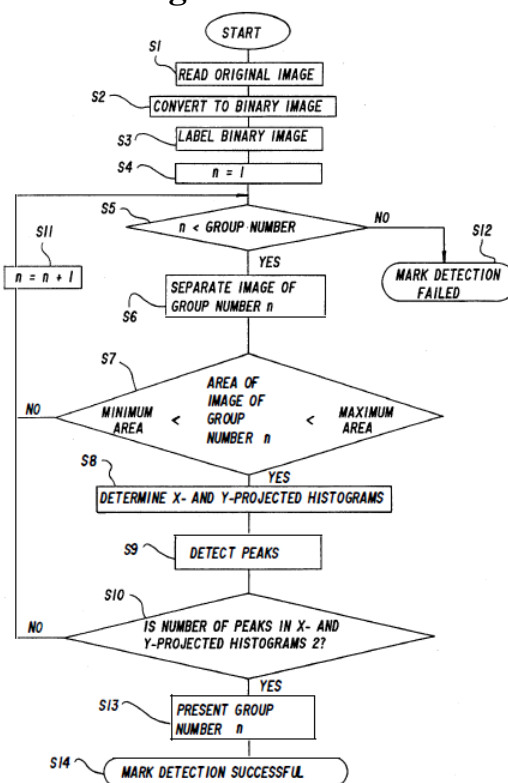 START
S1
READ ORIGINAL IMAGE
S2
CONVERT TO BINARY IMAGE
S3
LABEL BINARY IMAGE
S4
n = 1
S5
n < GROUP NUMBER
NO
S11
n = n + 1
S12
MARK DETECTION
FAILED
YES
S6
SEPARATE IMAGE OF
GROUP NUMBER n
S7
NO
MINIMUM
AREA
<
AREA OF
IMAGE OF
GROUP
NUMBER n
<
MAXIMUM
AREA
YES
S8
DETERMINE X- AND Y-PROJECTED HISTOGRAMS
S9
DETECT PEAKS
S10
NO
IS NUMBER OF PEAKS IN X- AND
Y-PROJECTED HISTOGRAMS 2?
YES
S13
PRESENT GROUP
NUMBER n
S14
MARK DETECTION SUCCESSFUL